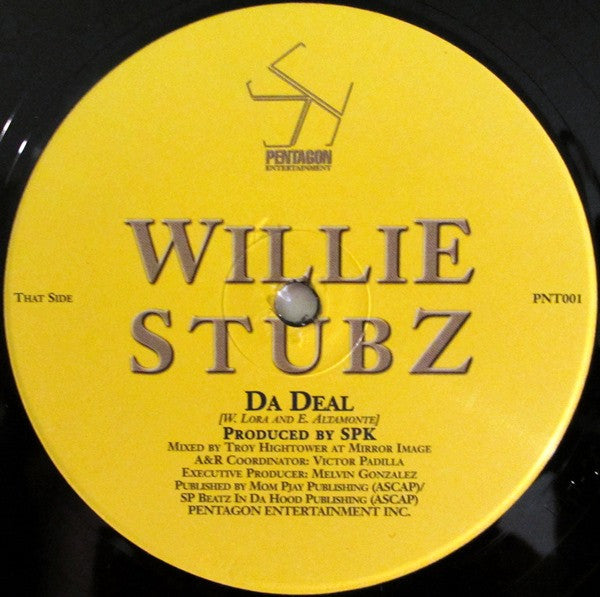 PENTAGON
ENTERTAINMENT
WILLIE
STUBZ
THAT SIDE
PNT001
DA DEAL
[W. LORA AND E. ALTAMONTE]
PRODUCED BY SPK
MIXED BY TROY HIGHTOWER AT MIRROR IMAGE
A&R COORDINATOR: VICTOR PADILLA
EXECUTIVE PRODUCER: MELVIN GONZALEZ
PUBLISHED BY MOM PJAY PUBLISHING (ASCAP)/
SP BEATZ IN DA HOOD PUBLISHING (ASCAP)
PENTAGON ENTERTAINMENT INC.